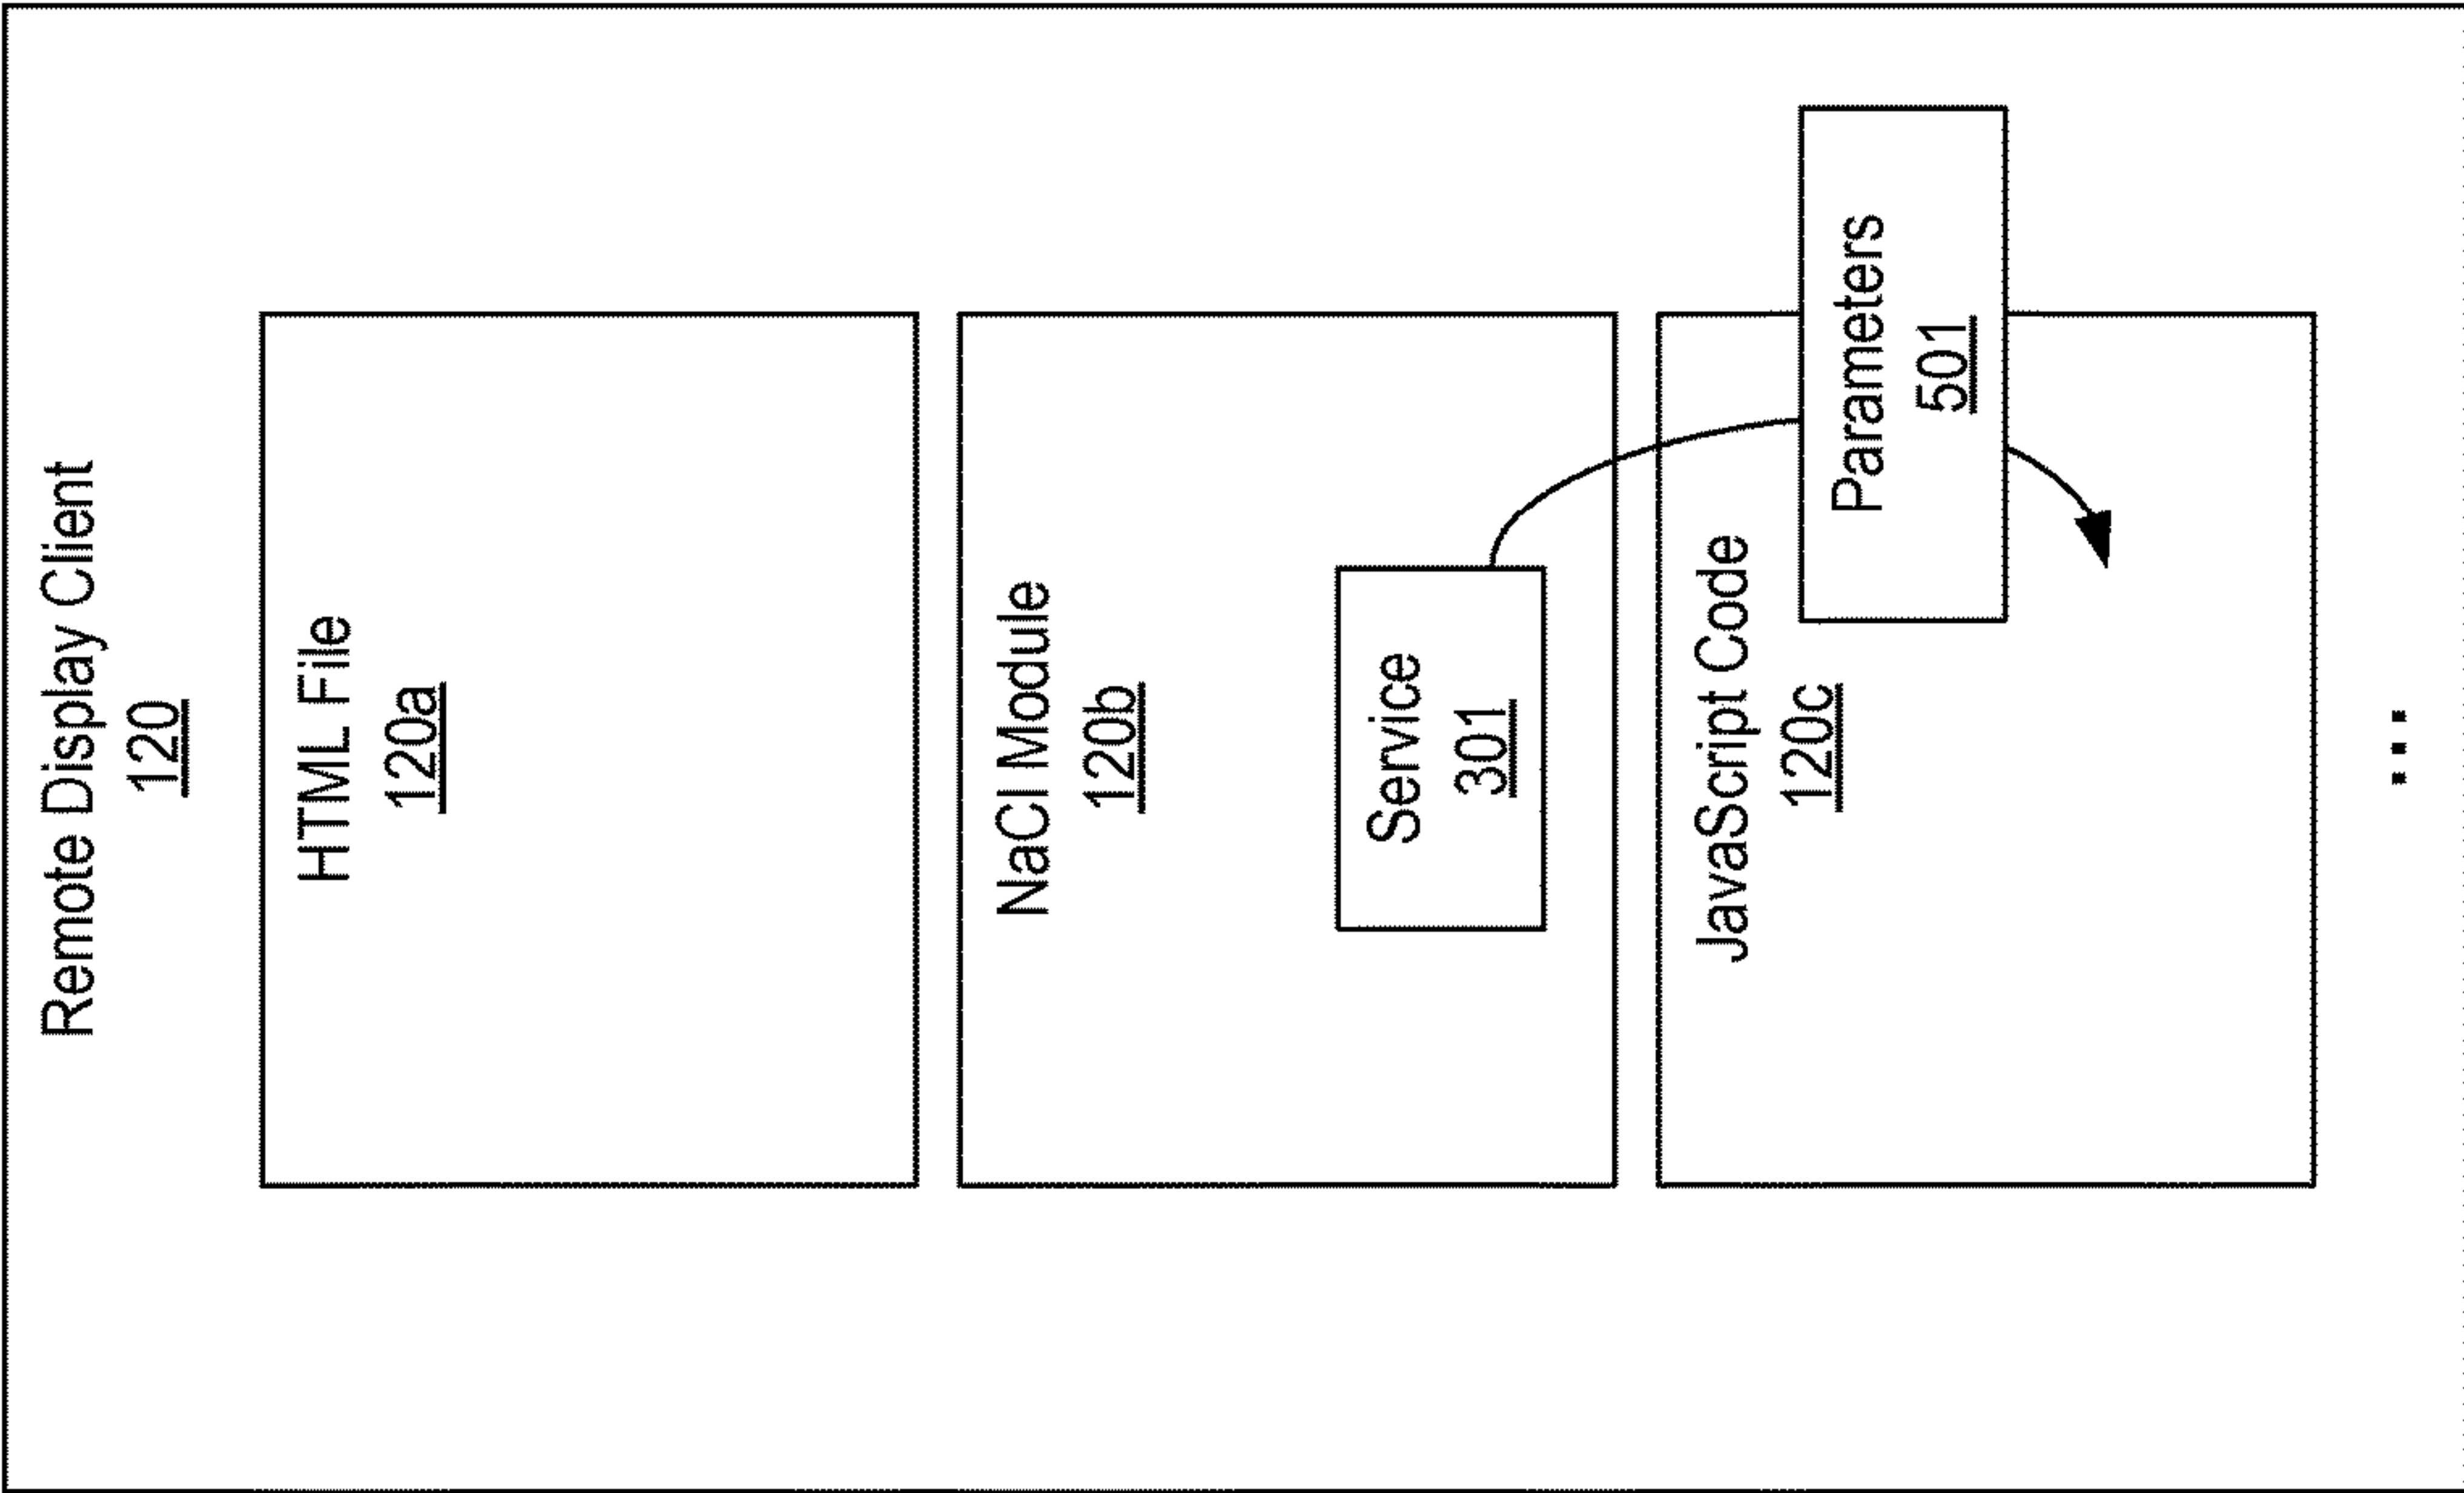 Remote Display Client
120
HTML File
120a
NaCl Module
120b
Service
301
JavaScript Code
120c
Parameters
501
...